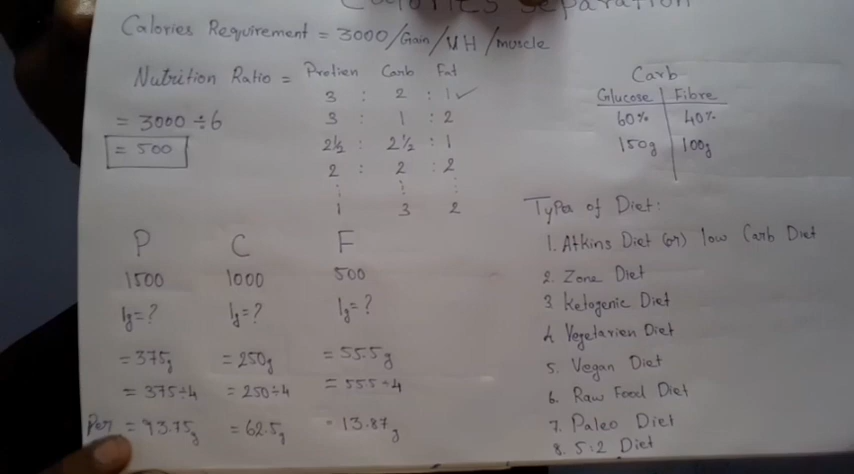 Calories Separation
Calories Requirement = 3000/Gain/UH/muscle
Nutrition Ratio = Protien Carb Fat
3 : 2 : 1 ✓
= 3000 ÷ 6
3 : 1 : 2
= 500
2½ : 2½ : 1
2 : 2 : 2
⋮ ⋮ ⋮
1 3 2
Carb
Glucose | Fibre
60% | 40%
150g | 100g
P C F
1500 1000 500
1g=? 1g=? 1g=?
=375g =250g =55.5g
=375÷4 =250÷4 =55.5÷4
Per =93.75g =62.5g =13.87g
Types of Diet:
1. Atkins Diet (or) low Carb Diet
2. Zone Diet
3 Ketogenic Diet
4 Vegetarien Diet
5. Vegan Diet
6. Raw Food Diet
7. Paleo Diet
8. 5:2 Diet